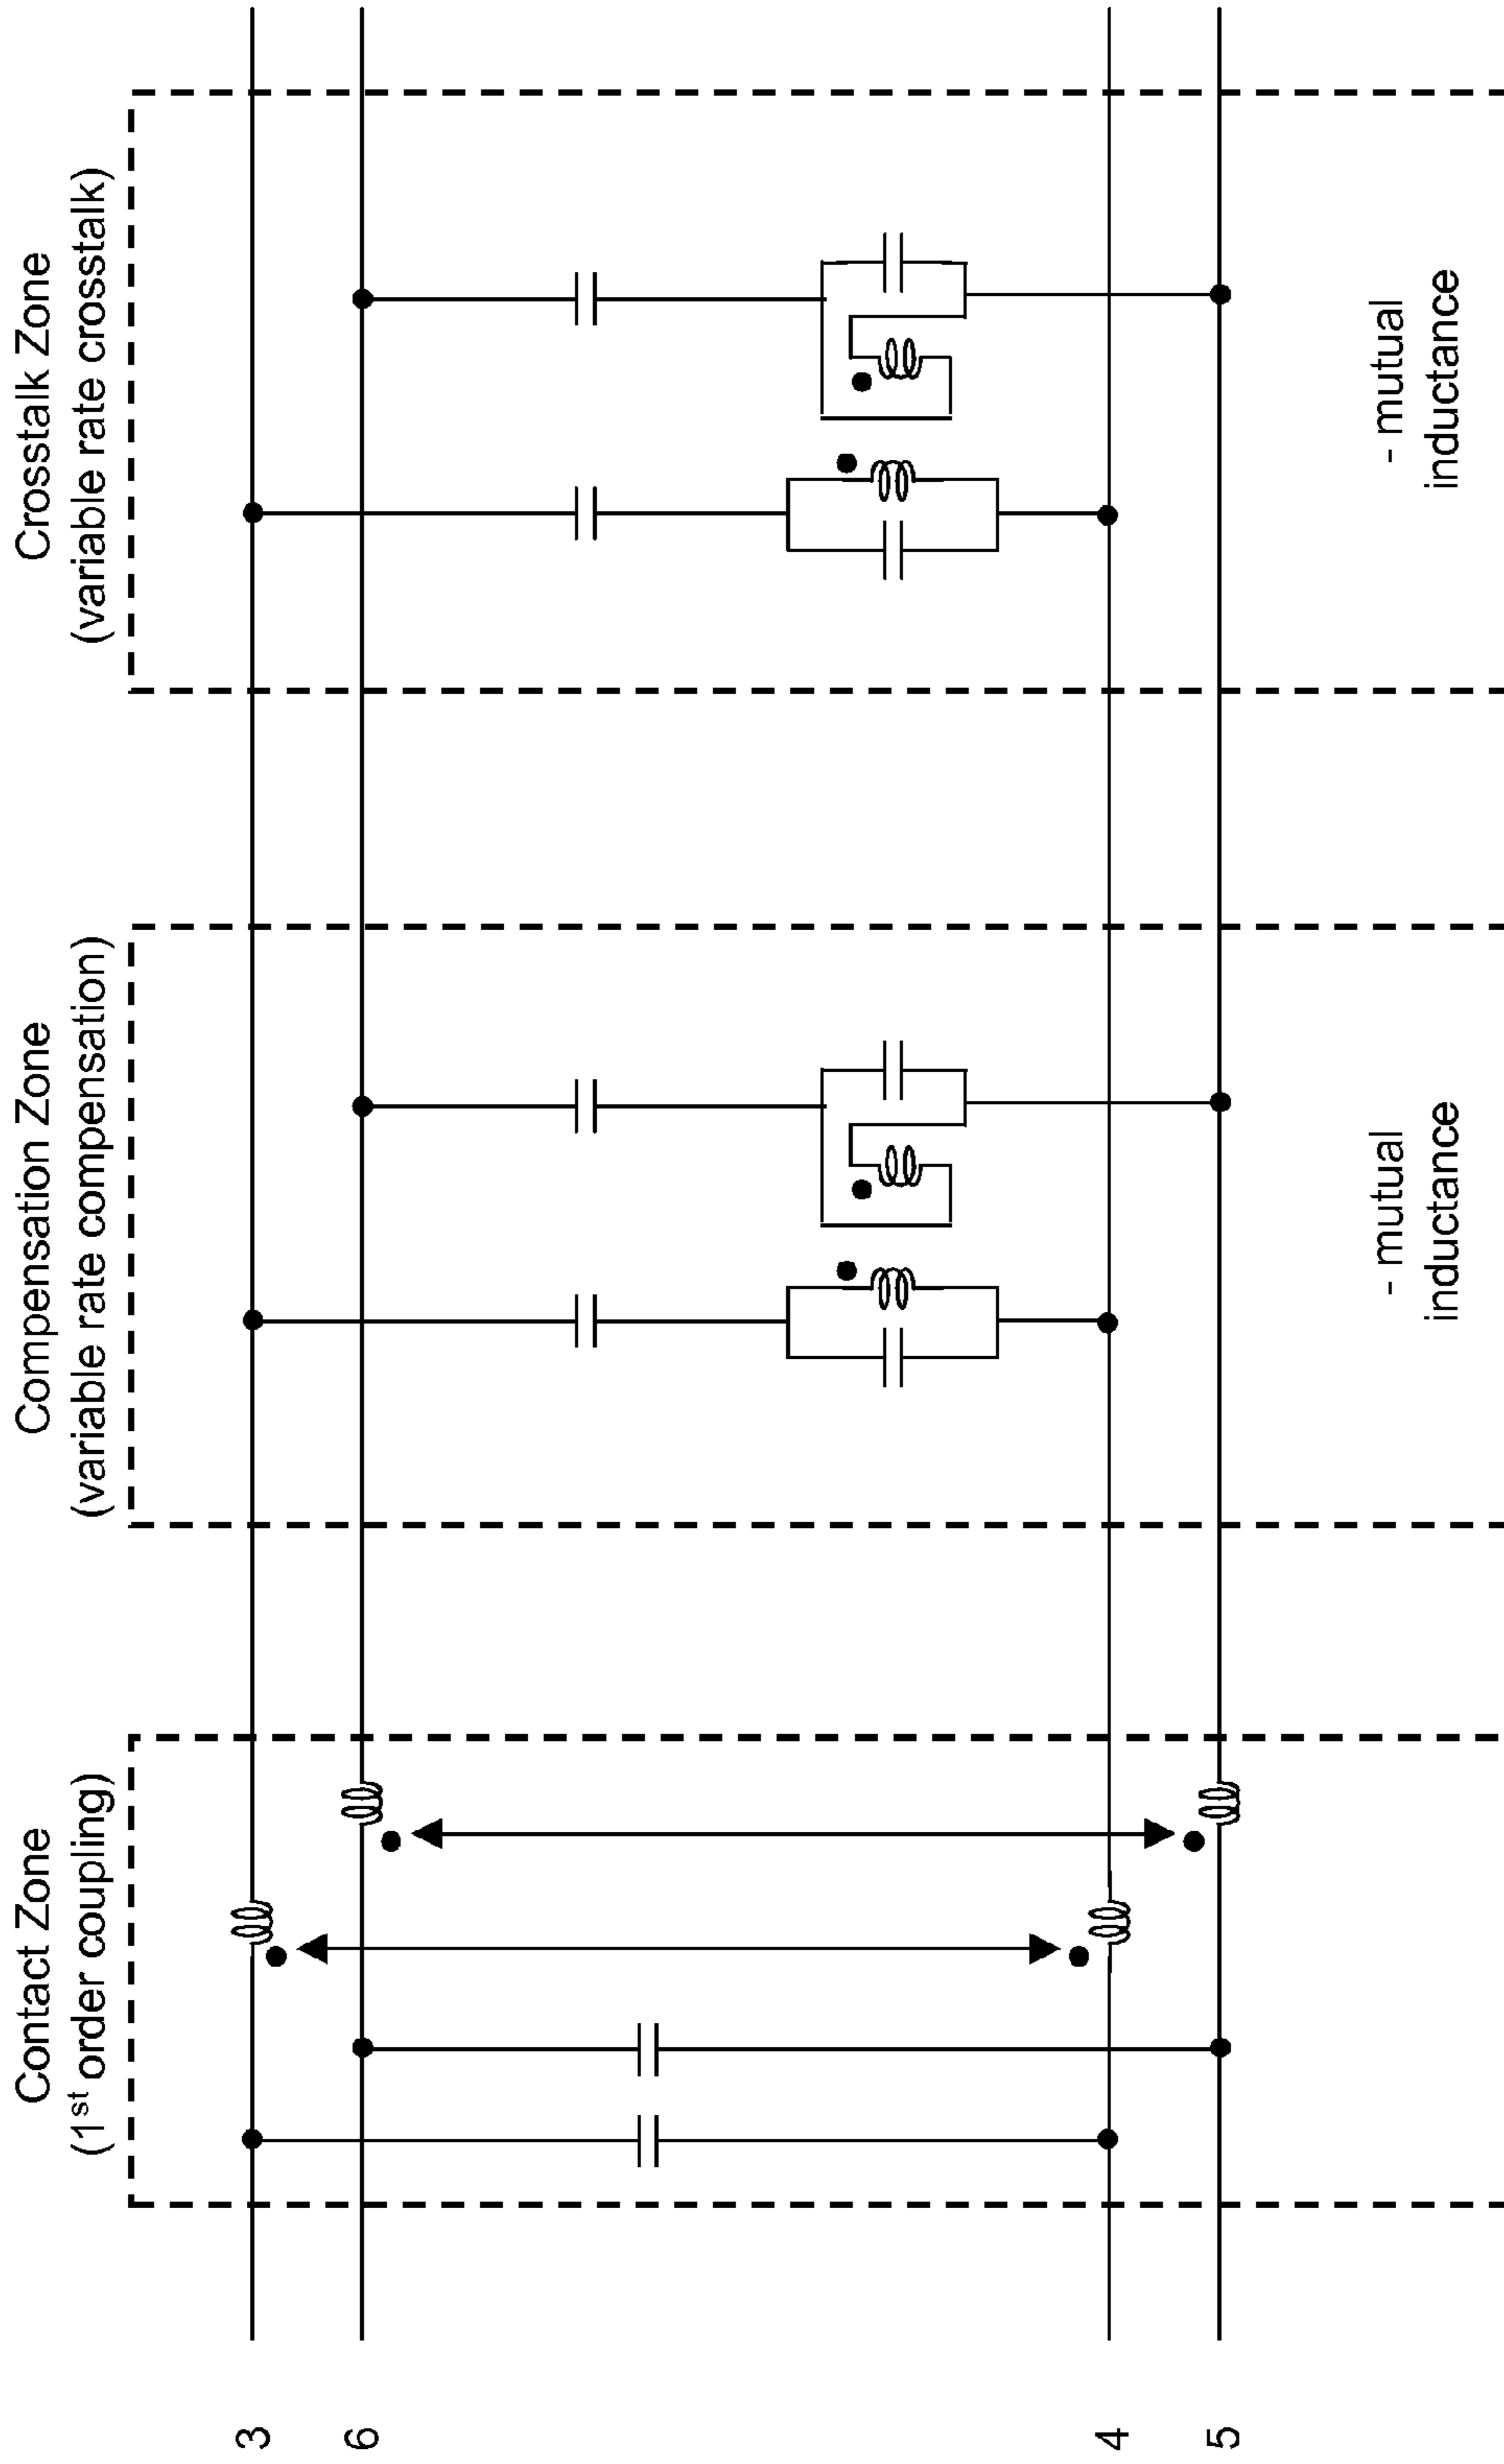 Contact Zone
(1st order coupling)
Compensation Zone
(variable rate compensation)
Crosstalk Zone
(variable rate crosstalk)
3
6
4
5
- mutual
inductance
- mutual
inductance